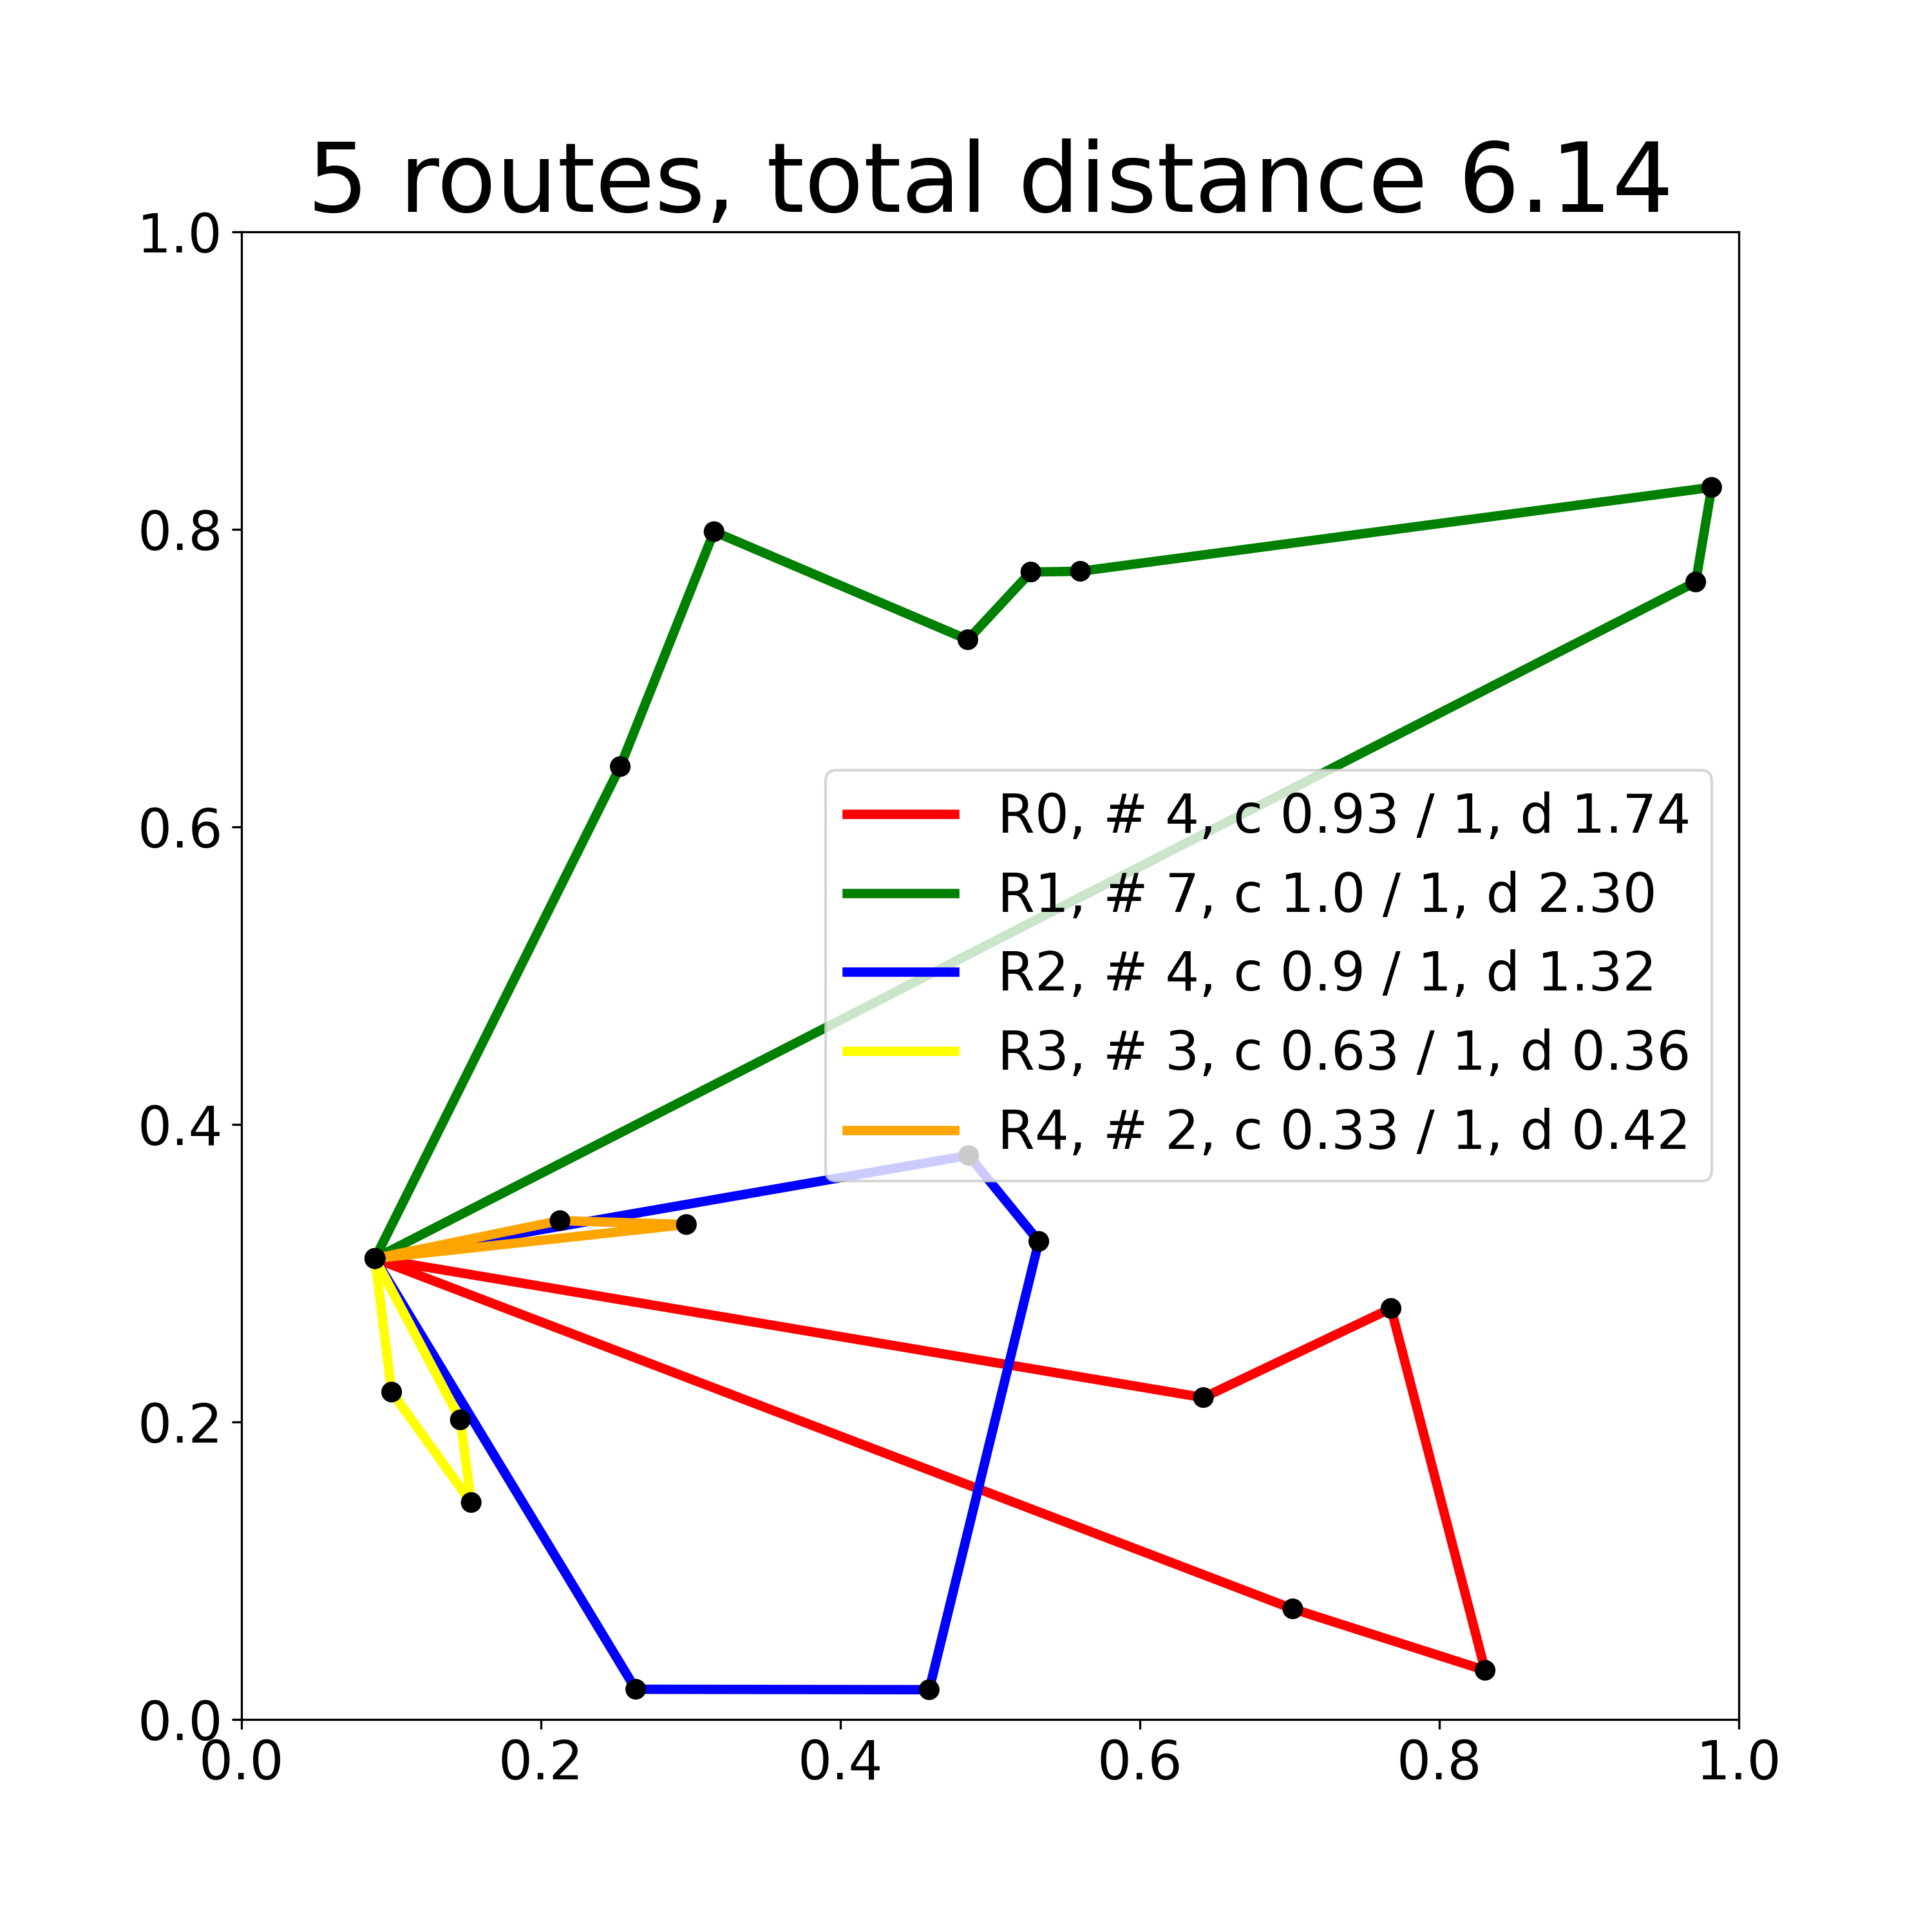 5 routes, total distance 6.14
1.0
0.8
0.6
0.4
0.2
0.0
R0, # 4, c 0.93 / 1, d 1.74
R1, # 7, c 1.0 / 1, d 2.30
R2, # 4, c 0.9 / 1, d 1.32
R3, # 3, c 0.63 / 1, d 0.36
R4, # 2, c 0.33 / 1, d 0.42
0.0 0.2 0.4 0.6 0.8 1.0